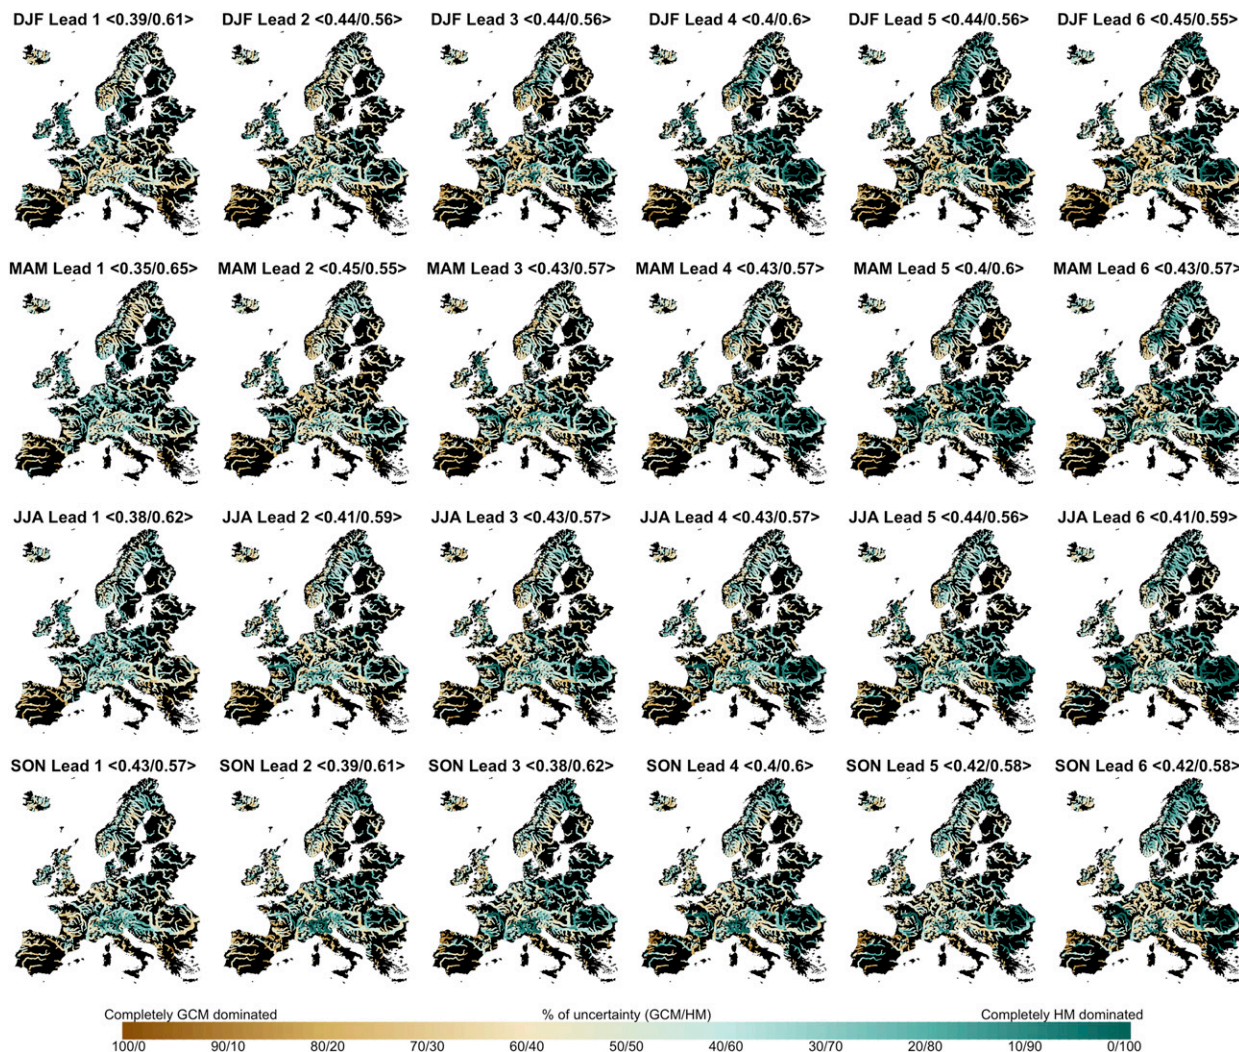 DJF Lead 1 <0.39/0.61> DJF Lead 2 <0.44/0.56> DJF Lead 3 <0.44/0.56> DJF Lead 4 <0.4/0.6> DJF Lead 5 <0.44/0.56> DJF Lead 6 <0.45/0.55>
MAM Lead 1 <0.35/0.65> MAM Lead 2 <0.45/0.55> MAM Lead 3 <0.43/0.57> MAM Lead 4 <0.43/0.57> MAM Lead 5 <0.4/0.6> MAM Lead 6 <0.43/0.57>
JJA Lead 1 <0.38/0.62> JJA Lead 2 <0.41/0.59> JJA Lead 3 <0.43/0.57> JJA Lead 4 <0.43/0.57> JJA Lead 5 <0.44/0.56> JJA Lead 6 <0.41/0.59>
SON Lead 1 <0.43/0.57> SON Lead 2 <0.39/0.61> SON Lead 3 <0.38/0.62> SON Lead 4 <0.4/0.6> SON Lead 5 <0.42/0.58> SON Lead 6 <0.42/0.58>
Completely GCM dominated % of uncertainty (GCM/HM) Completely HM dominated
100/0 90/10 80/20 70/30 60/40 50/50 40/60 30/70 20/80 10/90 0/100